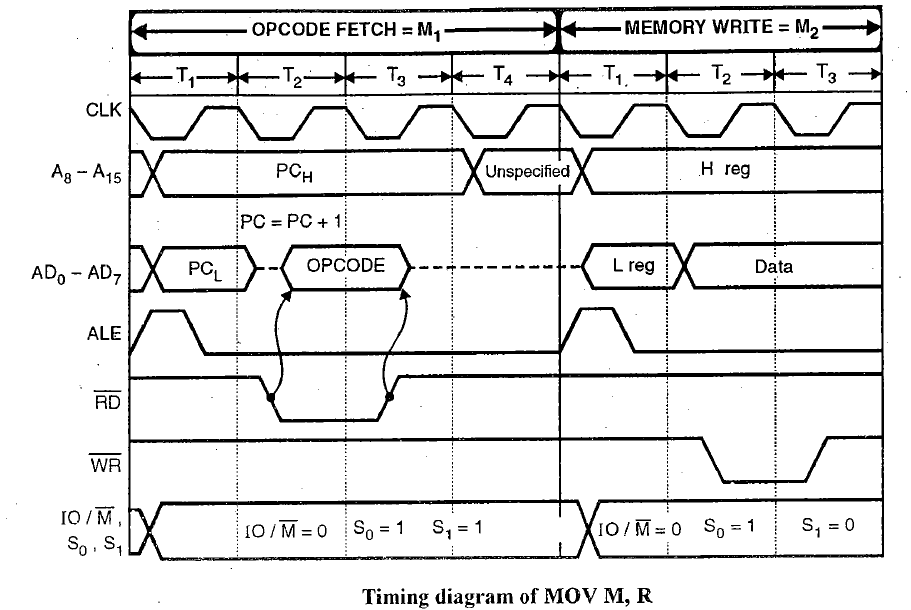 OPCODE FETCH = M1 MEMORY WRITE = M2
T1 T2 T3 T4 T1 T2 T3
CLK
A8 – A15 PCH Unspecified H reg
PC = PC + 1
AD0 – AD7 PCL OPCODE L reg Data
ALE
R̅D̅
W̅R̅
IO / M̅ ,
S0 , S1
IO / M̅ = 0 S0 = 1 S1 = 1 IO / M̅ = 0 S0 = 1 S1 = 0
Timing diagram of MOV M, R